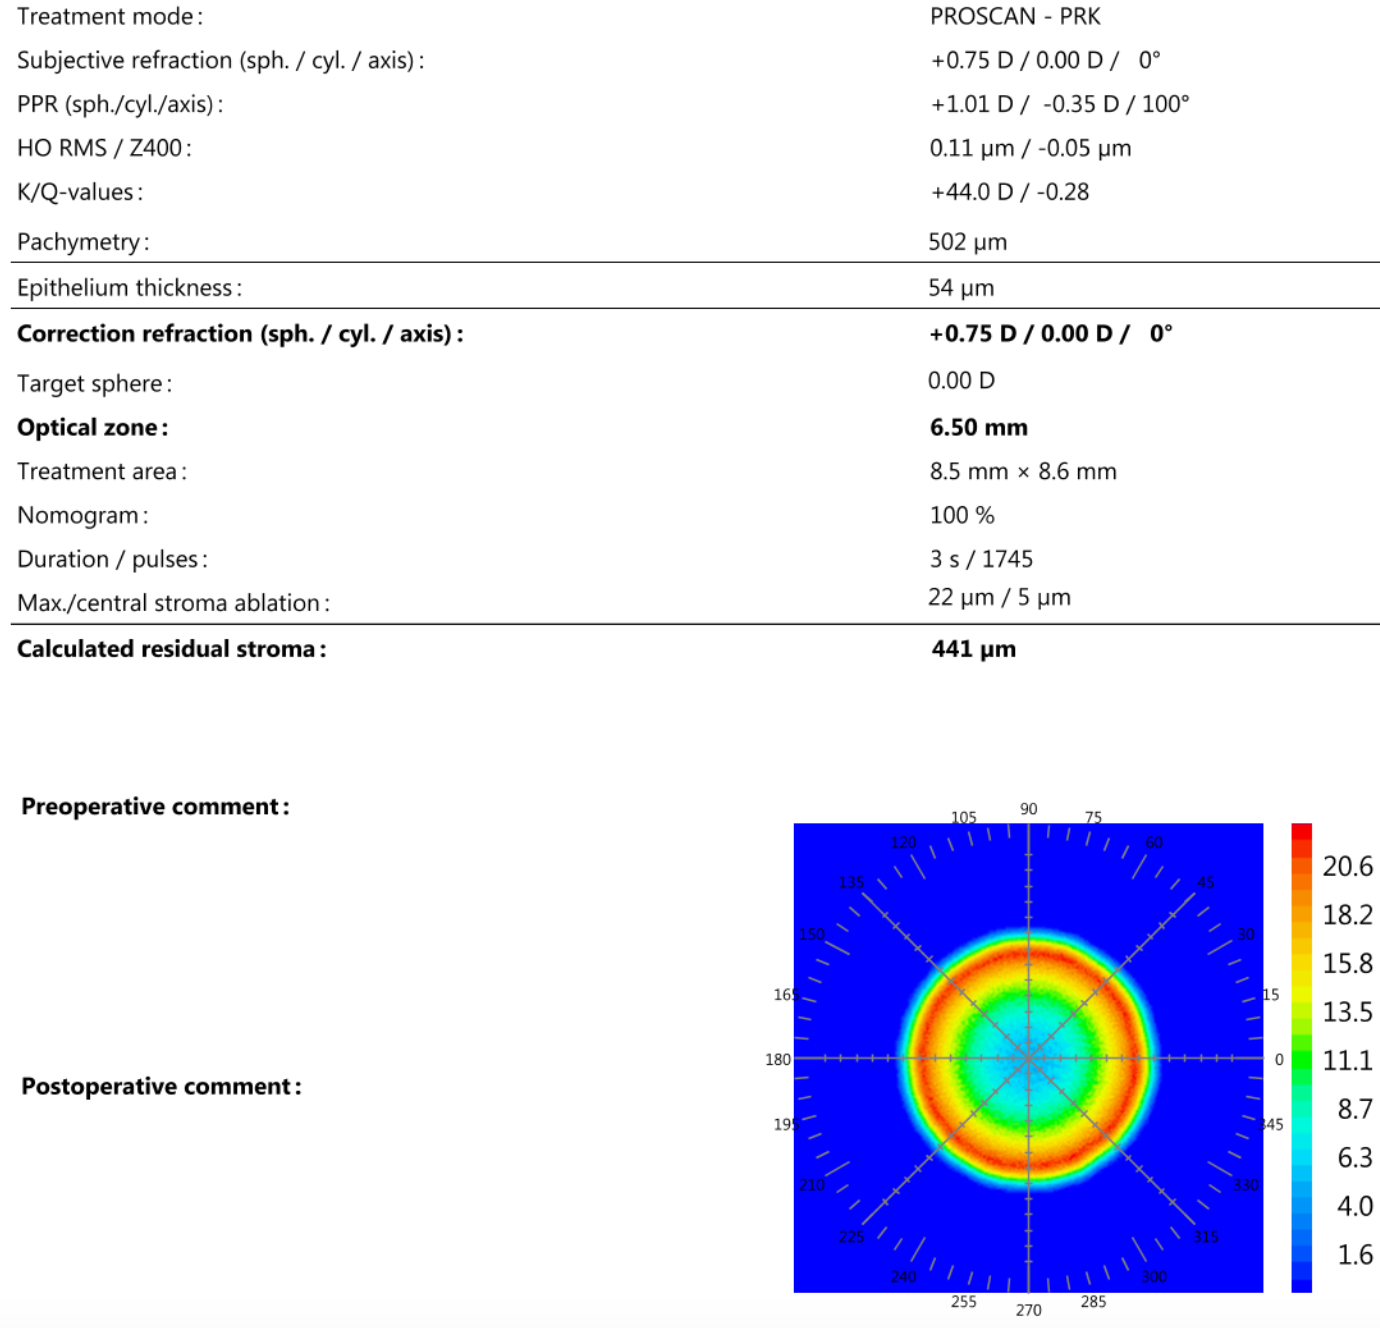 Treatment mode: PROSCAN - PRK
Subjective refraction (sph. / cyl. / axis): +0.75 D / 0.00 D / 0°
PPR (sph./cyl./axis): +1.01 D / -0.35 D / 100°
HO RMS / Z400: 0.11 µm / -0.05 µm
K/Q-values: +44.0 D / -0.28
Pachymetry: 502 µm
Epithelium thickness: 54 µm
Correction refraction (sph. / cyl. / axis): +0.75 D / 0.00 D / 0°
Target sphere: 0.00 D
Optical zone: 6.50 mm
Treatment area: 8.5 mm × 8.6 mm
Nomogram: 100 %
Duration / pulses: 3 s / 1745
Max./central stroma ablation: 22 µm / 5 µm
Calculated residual stroma: 441 µm
Preoperative comment:
Postoperative comment:
90
105 75
120 60
135 45
150 30
165 15
180 0
195 345
210 330
225 315
240 300
255 285
270
20.6
18.2
15.8
13.5
11.1
8.7
6.3
4.0
1.6